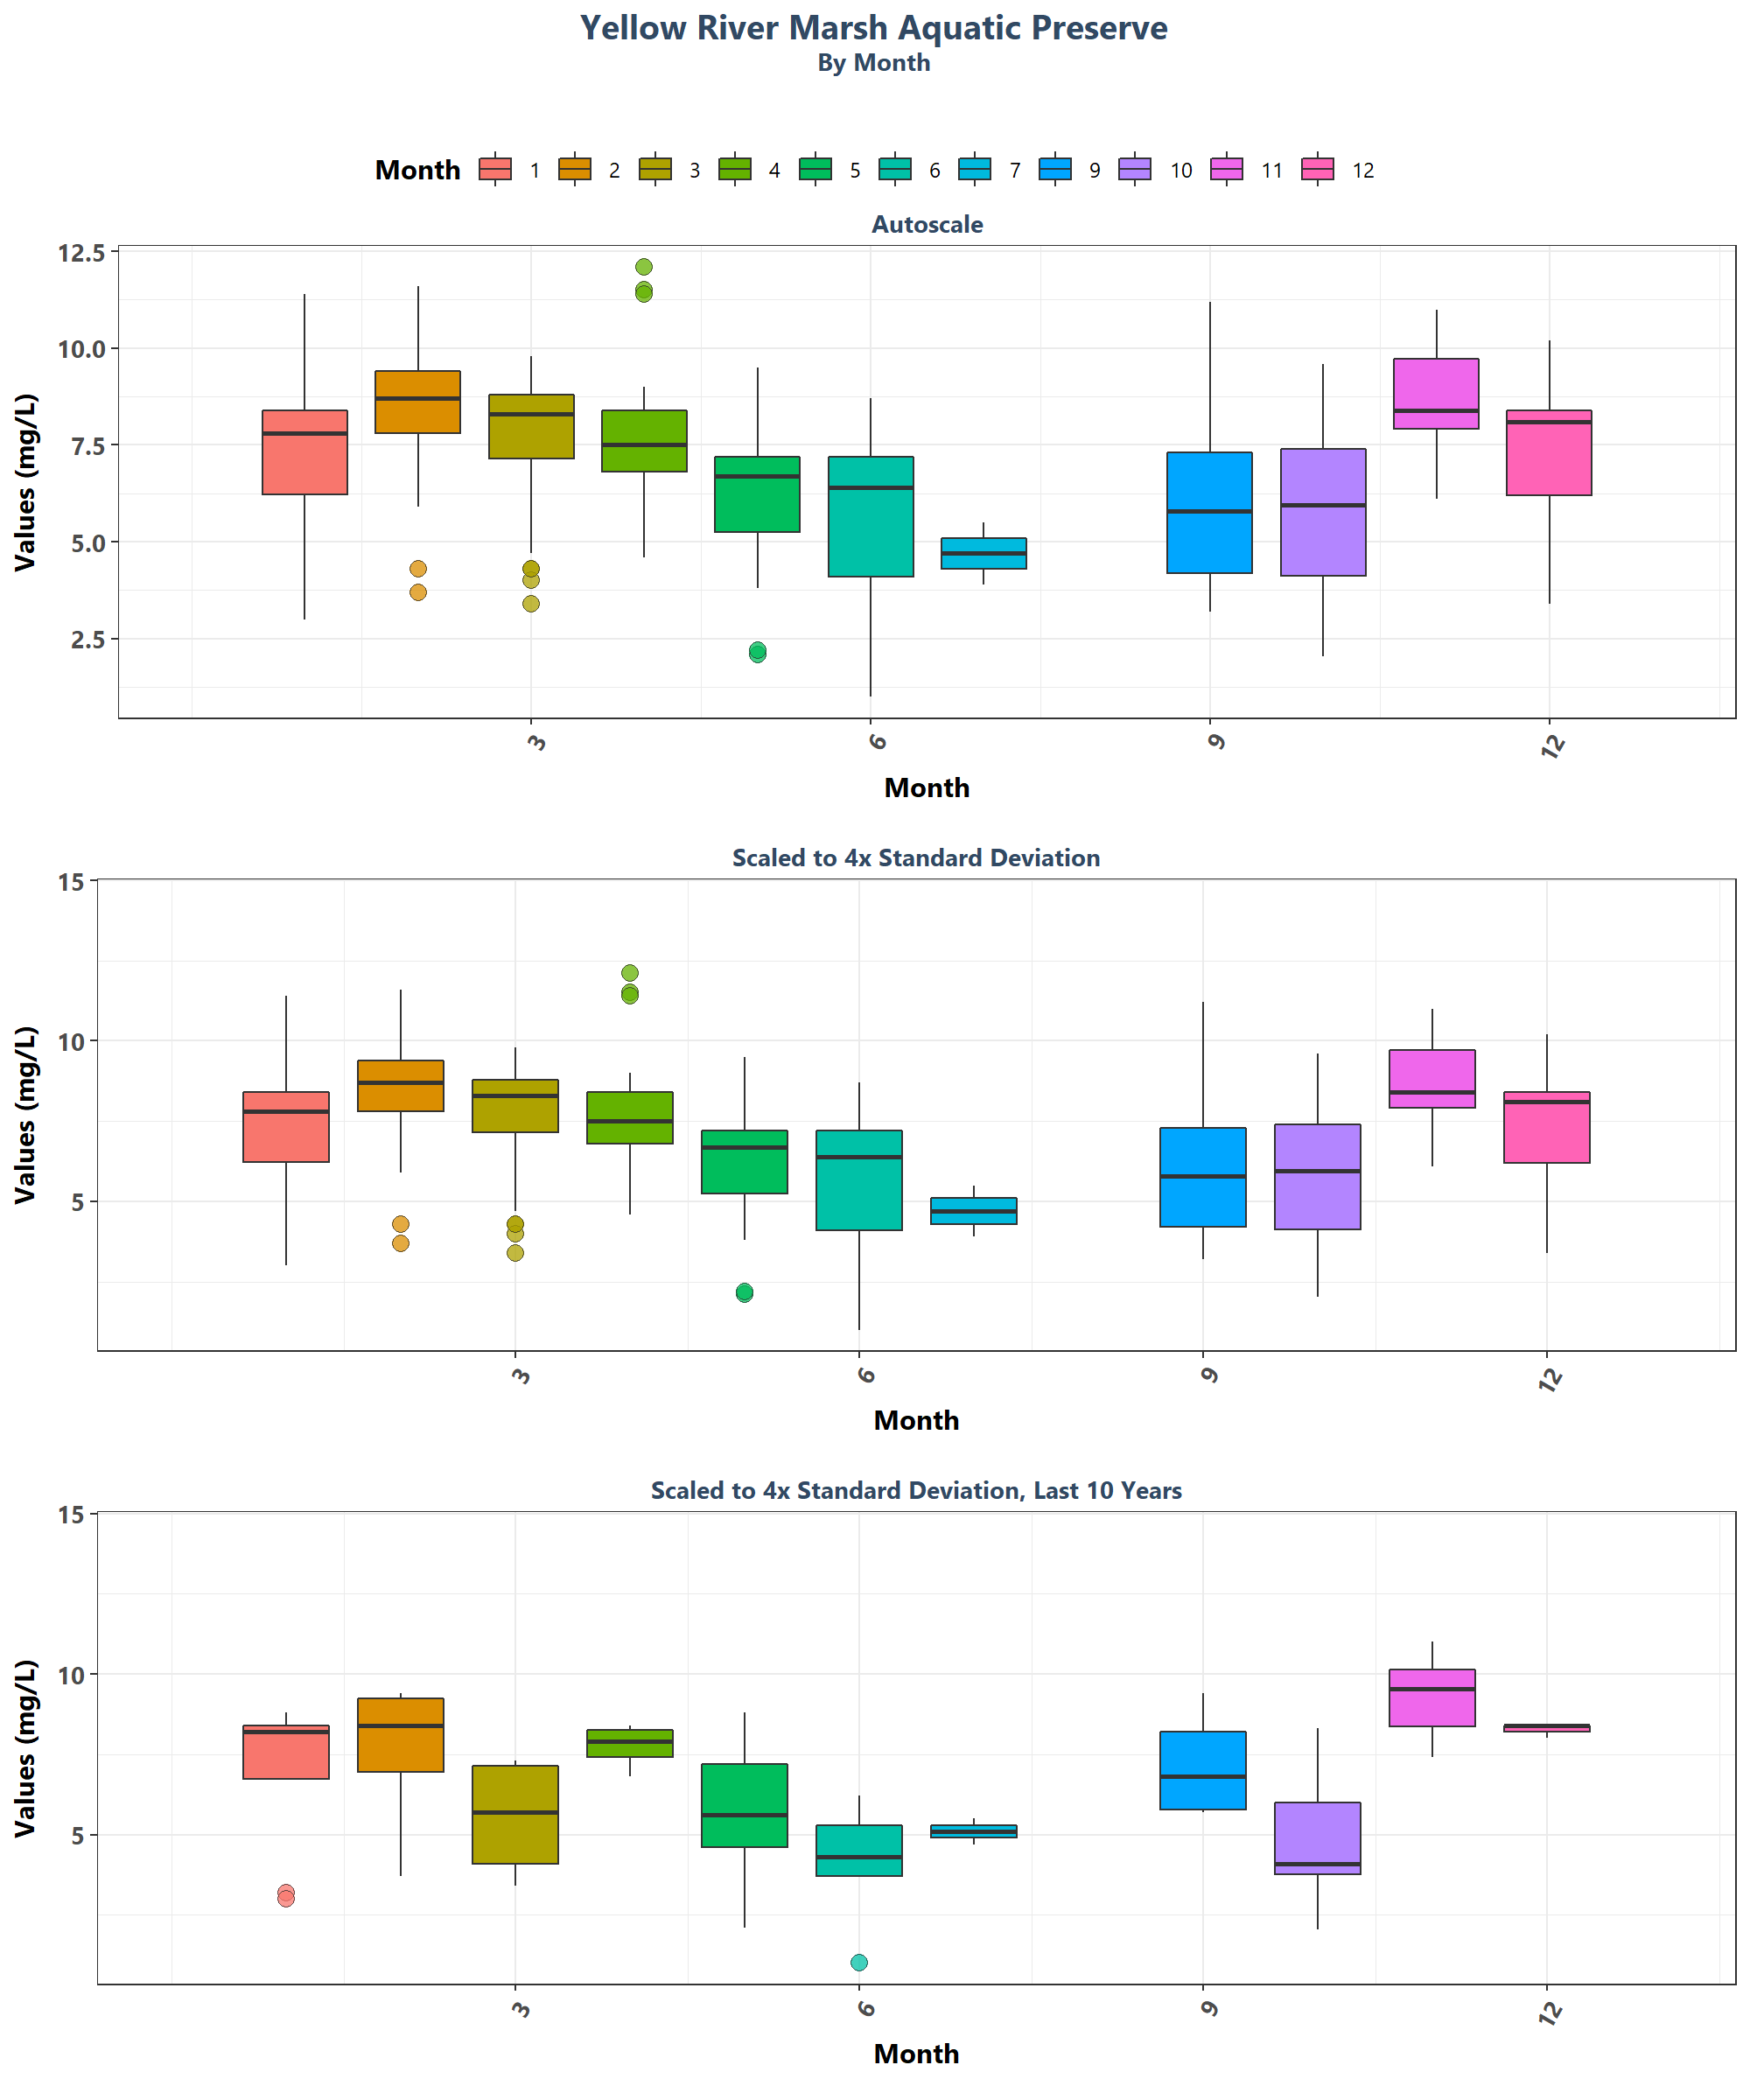 Yellow River Marsh Aquatic Preserve
By Month
Month 1 2 3 4 5 6 7 9 10 11 12
Autoscale
Values (mg/L)
12.5
10.0
7.5
5.0
2.5
3 6 9 12
Month
Scaled to 4x Standard Deviation
Values (mg/L)
15
10
5
3 6 9 12
Month
Scaled to 4x Standard Deviation, Last 10 Years
Values (mg/L)
15
10
5
3 6 9 12
Month